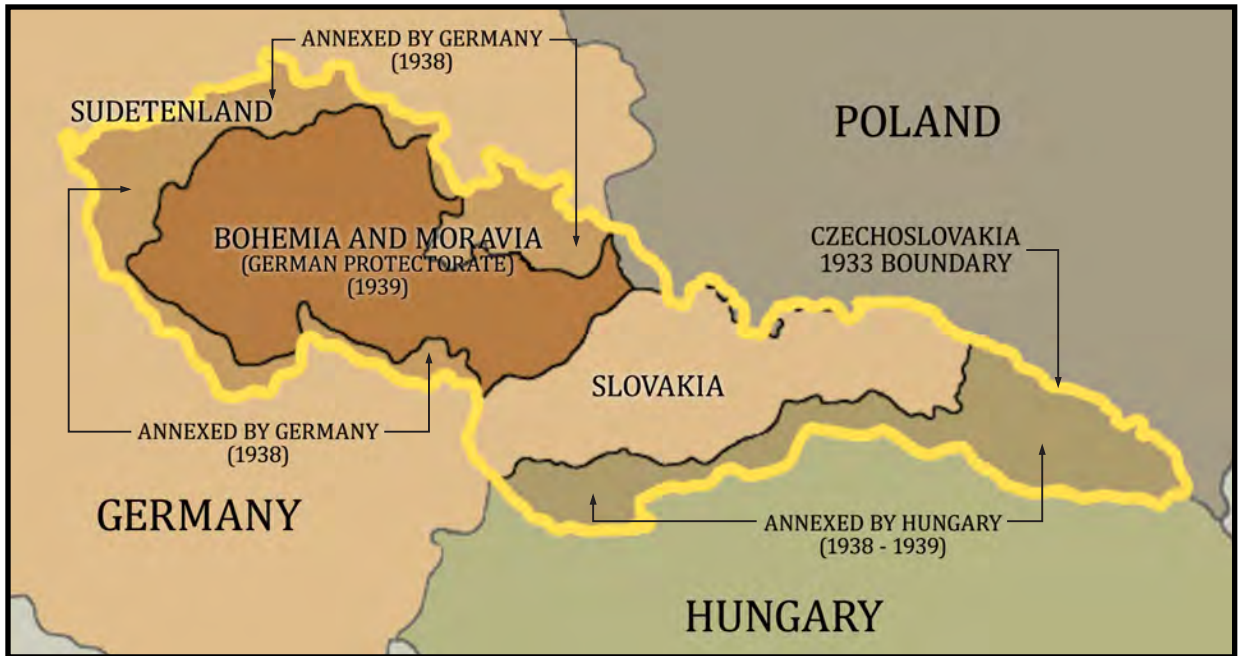 ANNEXED BY GERMANY
(1938)
SUDETENLAND
POLAND
BOHEMIA AND MORAVIA
(GERMAN PROTECTORATE)
(1939)
CZECHOSLOVAKIA
1933 BOUNDARY
SLOVAKIA
ANNEXED BY GERMANY
(1938)
GERMANY
ANNEXED BY HUNGARY
(1938 - 1939)
HUNGARY